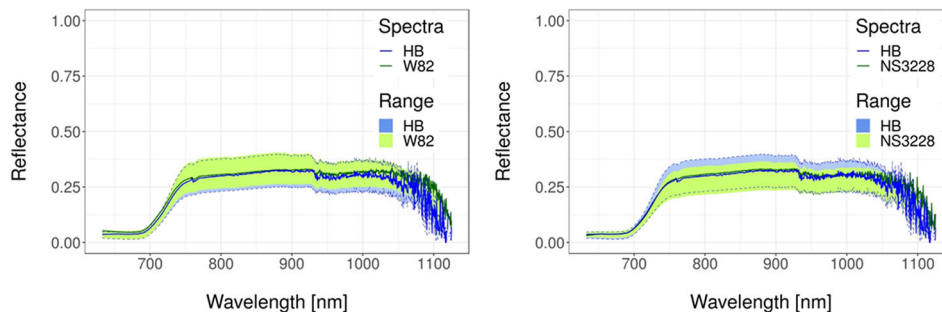 1.00
0.75
0.50
0.25
0.00
Reflectance
700
800
900
1000
1100
Wavelength [nm]
Spectra
HB
W82
Range
HB
W82
1.00
0.75
0.50
0.25
0.00
Reflectance
700
800
900
1000
1100
Wavelength [nm]
Spectra
HB
NS3228
Range
HB
NS3228